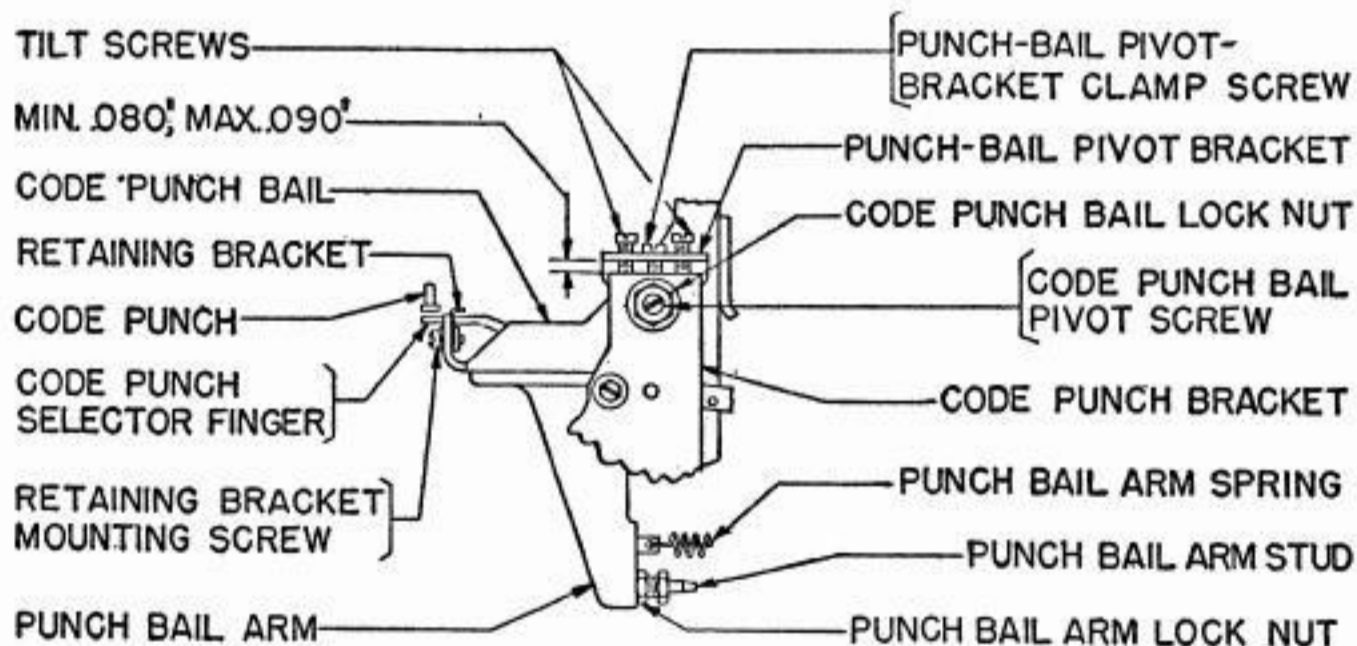 TILT SCREWS
MIN. .080", MAX. .090"
CODE PUNCH BAIL
RETAINING BRACKET
CODE PUNCH
CODE PUNCH
SELECTOR FINGER
RETAINING BRACKET
MOUNTING SCREW
PUNCH BAIL ARM
PUNCH-BAIL PIVOT-
BRACKET CLAMP SCREW
PUNCH-BAIL PIVOT BRACKET
CODE PUNCH BAIL LOCK NUT
CODE PUNCH BAIL
PIVOT SCREW
CODE PUNCH BRACKET
PUNCH BAIL ARM SPRING
PUNCH BAIL ARM STUD
PUNCH BAIL ARM LOCK NUT